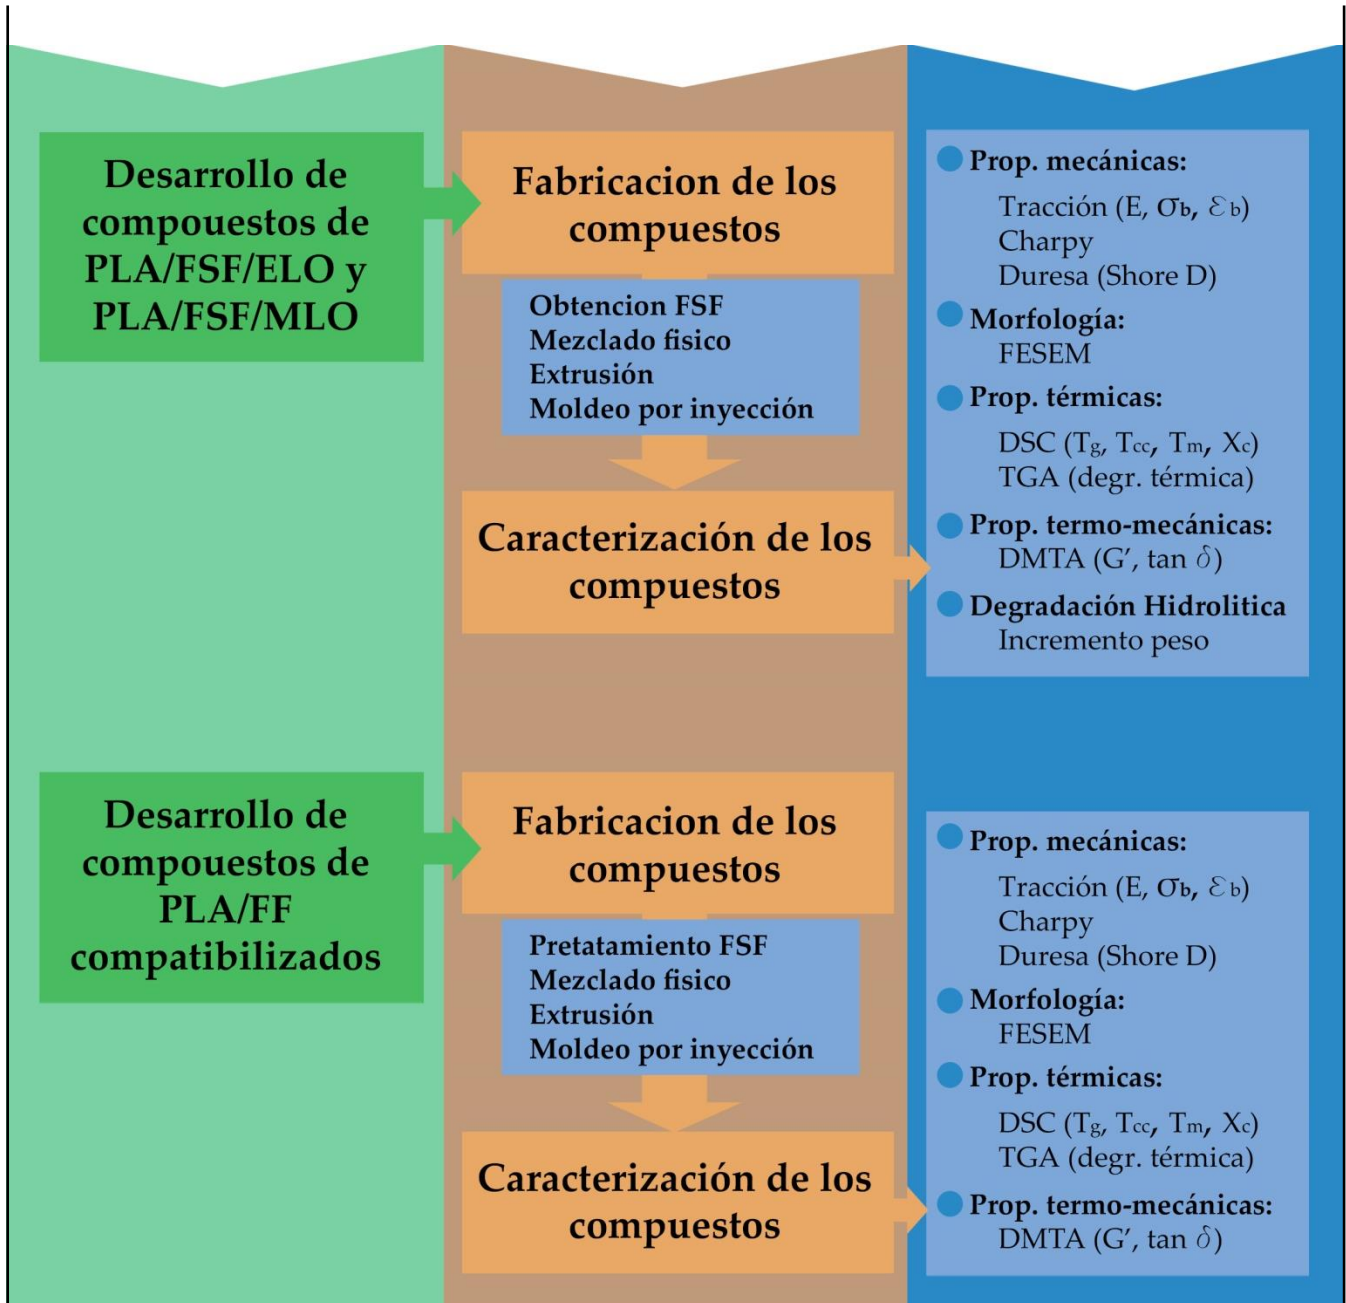 Desarrollo de
compouestos de
PLA/FSF/ELO y
PLA/FSF/MLO
Fabricacion de los
compuestos
Obtencion FSF
Mezclado fisico
Extrusión
Moldeo por inyección
Caracterización de los
compuestos
Prop. mecánicas:
Tracción (E, σb, εb)
Charpy
Duresa (Shore D)
Morfología:
FESEM
Prop. térmicas:
DSC (Tg, Tcc, Tm, Xc)
TGA (degr. térmica)
Prop. termo-mecánicas:
DMTA (G’, tan δ)
Degradación Hidrolitica
Incremento peso
Desarrollo de
compouestos de
PLA/FF
compatibilizados
Fabricacion de los
compuestos
Pretatamiento FSF
Mezclado fisico
Extrusión
Moldeo por inyección
Caracterización de los
compuestos
Prop. mecánicas:
Tracción (E, σb, εb)
Charpy
Duresa (Shore D)
Morfología:
FESEM
Prop. térmicas:
DSC (Tg, Tcc, Tm, Xc)
TGA (degr. térmica)
Prop. termo-mecánicas:
DMTA (G’, tan δ)